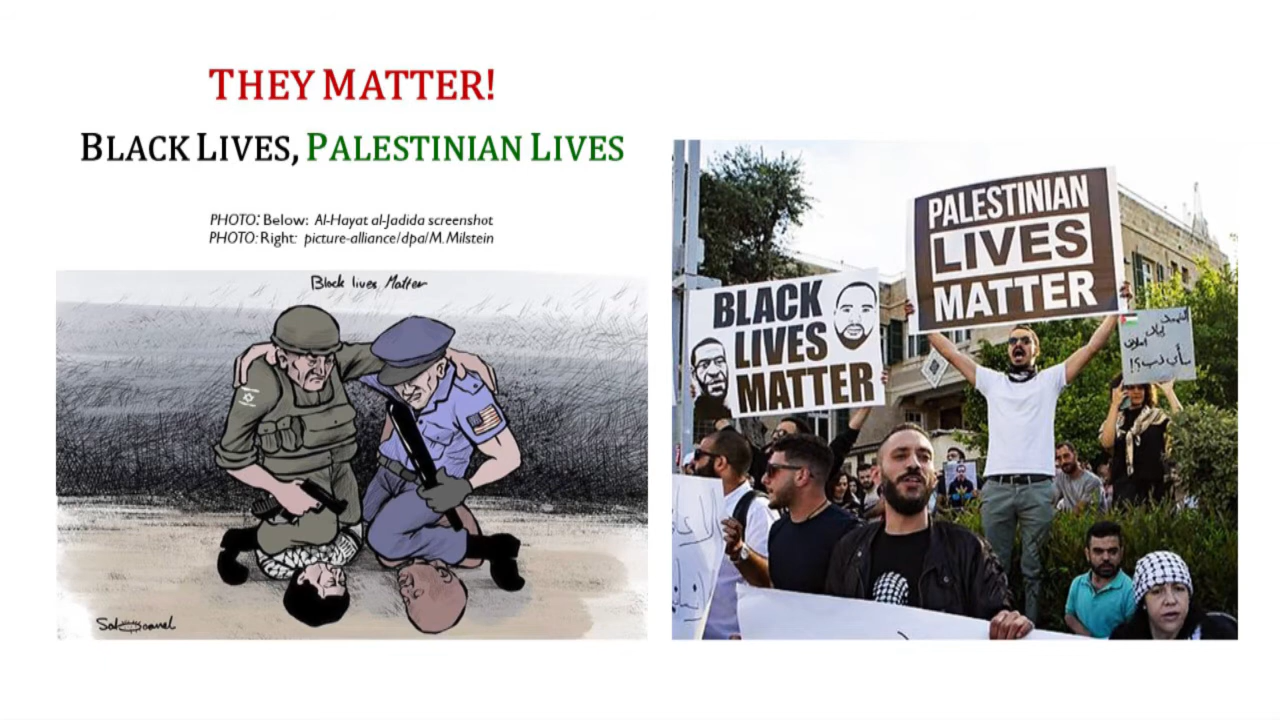 THEY MATTER!
BLACK LIVES, PALESTINIAN LIVES
PHOTO: Below: Al-Hayat al-Jadida screenshot
PHOTO: Right: picture-alliance/dpa/M. Milstein
Black lives Matter
BLACK
LIVES
MATTER
PALESTINIAN
LIVES
MATTER